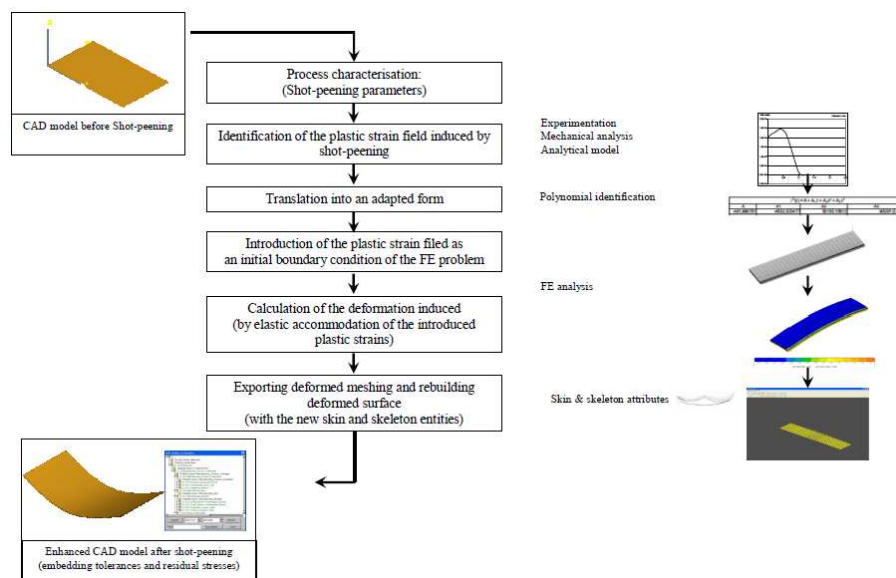 CAD model before Shot-peening
Process characterisation:
(Shot-peening parameters)
Identification of the plastic strain field induced by
shot-peening
Translation into an adapted form
Introduction of the plastic strain filed as
an initial boundary condition of the FE problem
Calculation of the deformation induced
(by elastic accommodation of the introduced
plastic strains)
Exporting deformed meshing and rebuilding
deformed surface
(with the new skin and skeleton entities)
Enhanced CAD model after shot-peening
(embedding tolerances and residual stresses)
Experimentation
Mechanical analysis
Analytical model
Polynomial identification
FE analysis
Skin & skeleton attributes